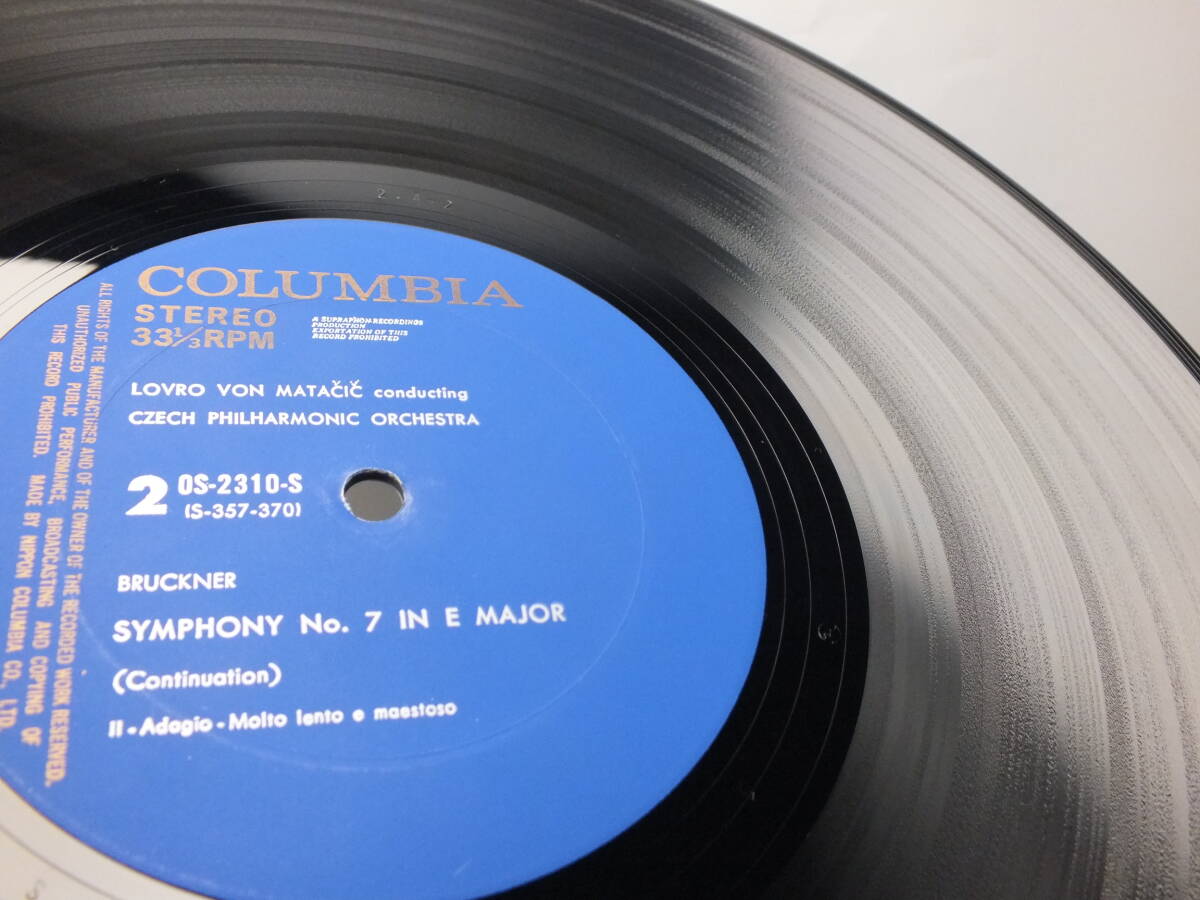 2-A-7
COLUMBIA
STEREO
33⅓RPM
A SUPRAPHON RECORDINGS
PRODUCTION
EXPORTATION OF THIS
RECORD PROHIBITED
LOVRO VON MATAČIČ conducting
CZECH PHILHARMONIC ORCHESTRA
2
OS-2310-S
(S-357-370)
BRUCKNER
SYMPHONY No. 7 IN E MAJOR
(Continuation)
II - Adagio - Molto lento e maestoso
ALL RIGHTS OF THE MANUFACTURER AND OF THE OWNER OF THE RECORDED WORK RESERVED.
UNAUTHORIZED PUBLIC PERFORMANCE, BROADCASTING AND COPYING OF
THIS RECORD PROHIBITED. MADE BY NIPPON COLUMBIA CO., LTD.